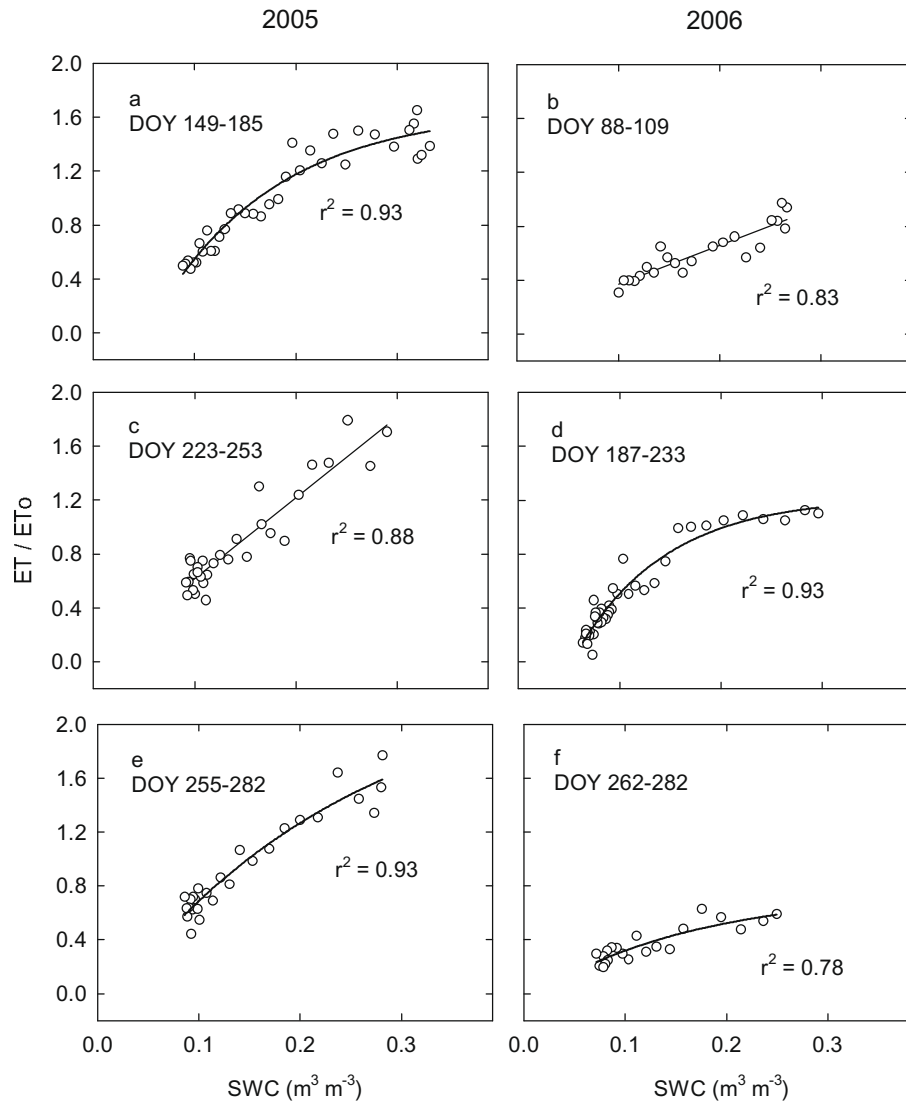 2005
2006
2.0
1.6
1.2
0.8
0.4
0.0
a
DOY 149-185
r² = 0.93
b
DOY 88-109
r² = 0.83
2.0
1.6
1.2
0.8
0.4
0.0
c
DOY 223-253
r² = 0.88
d
DOY 187-233
r² = 0.93
ET / ETo
2.0
1.6
1.2
0.8
0.4
0.0
e
DOY 255-282
r² = 0.93
f
DOY 262-282
r² = 0.78
0.0 0.1 0.2 0.3
0.0 0.1 0.2 0.3
SWC (m³ m⁻³)
SWC (m³ m⁻³)